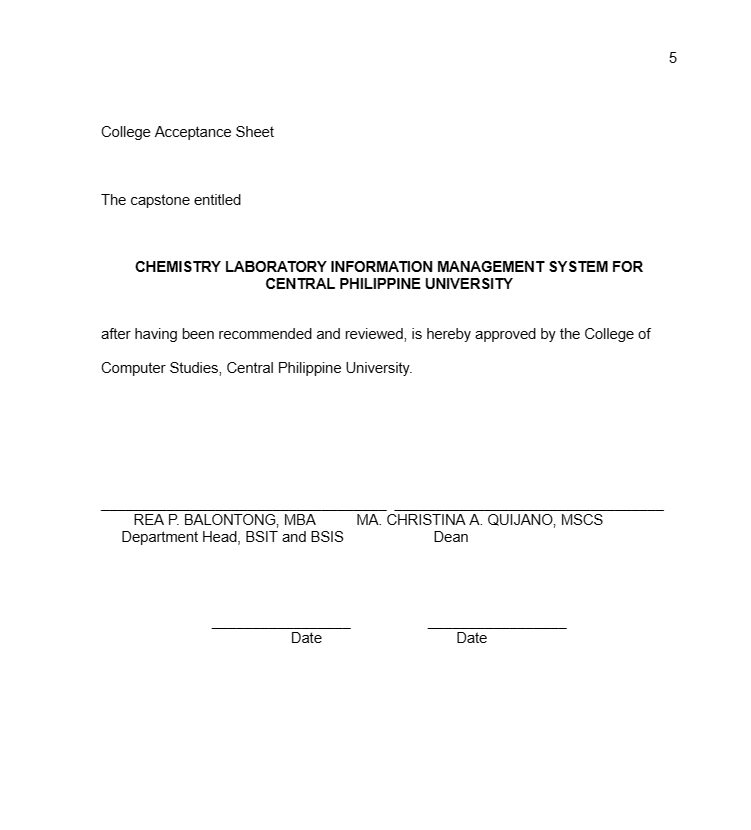 5
College Acceptance Sheet
The capstone entitled
CHEMISTRY LABORATORY INFORMATION MANAGEMENT SYSTEM FOR
CENTRAL PHILIPPINE UNIVERSITY
after having been recommended and reviewed, is hereby approved by the College of
Computer Studies, Central Philippine University.
REA P. BALONTONG, MBA MA. CHRISTINA A. QUIJANO, MSCS
Department Head, BSIT and BSIS Dean
Date Date